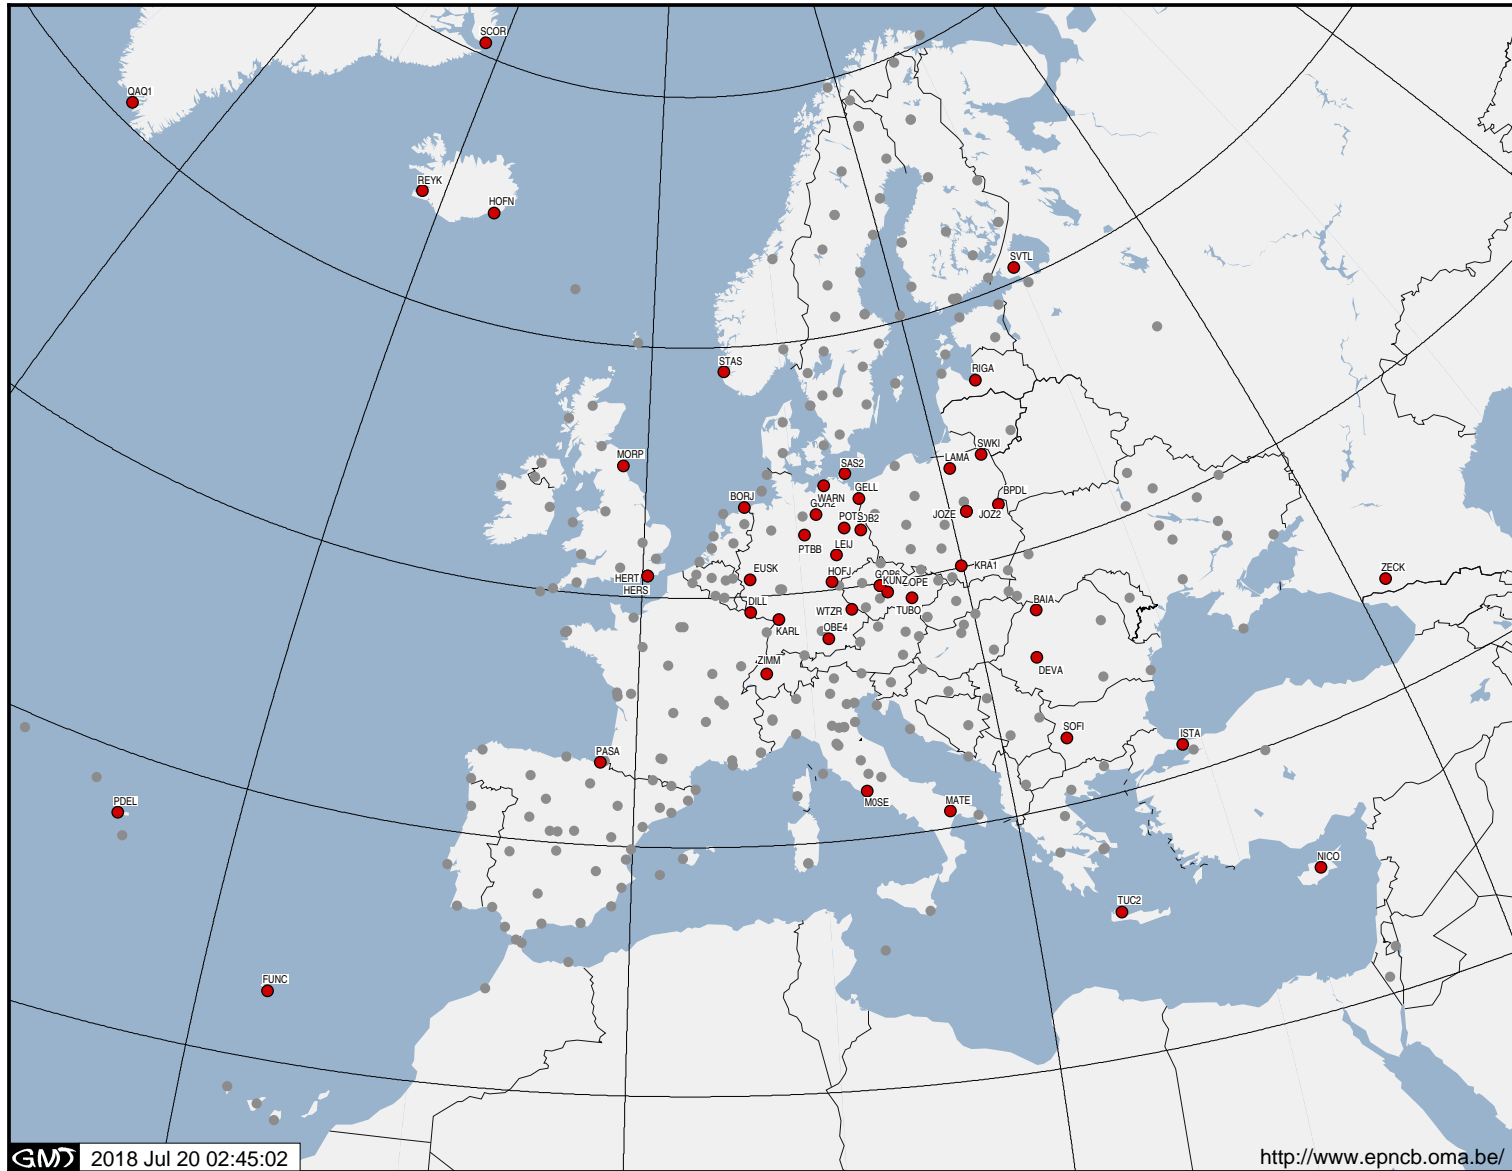 SCOR
QAQ1
REYK
HOFN
SVTL
STAS
RIGA
MORP
SWKI
LAMA
SAS2
BORJ
WARN
GELL
BPDL
JOZE
JOZ2
POTS
PTBB
LEIJ
KRA1
HERT
HERS
EUSK
HOFJ
KUNZ
ZECK
DILL
WTZR
TUBO
BAIA
KARL
OBE4
ZIMM
DEVA
SOFI
ISTA
PASA
PDEL
M0SE
MATE
NICO
TUC2
FUNC
GMT 2018 Jul 20 02:45:02
http://www.epncb.oma.be/